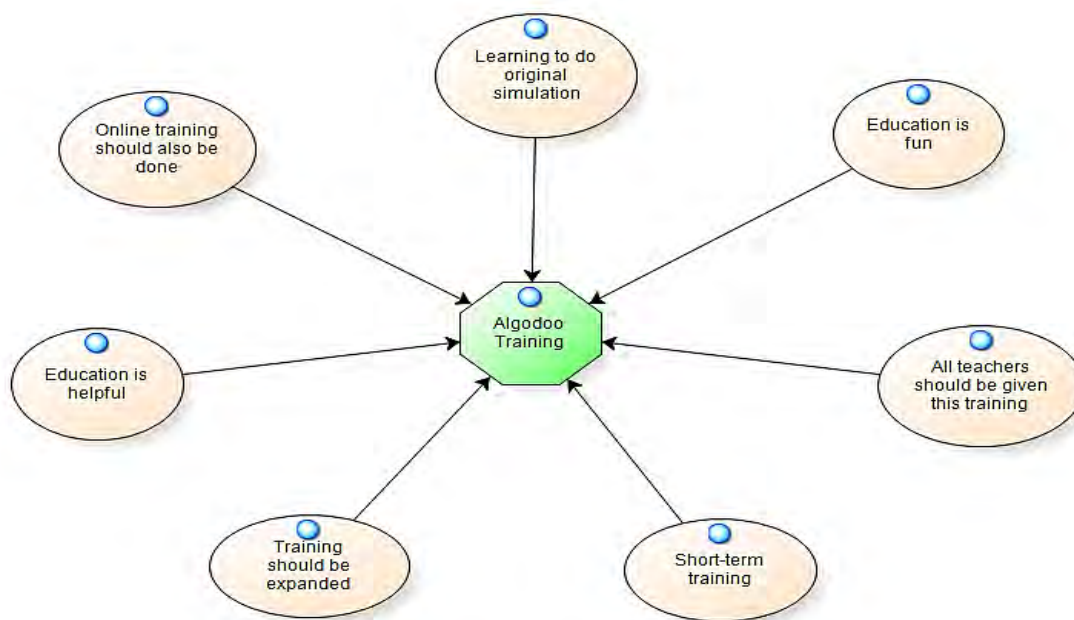 Learning to do
original
simulation
Online training
should also be
done
Education is
fun
Algodoo
Training
Education is
helpful
All teachers
should be given
this training
Training
should be
expanded
Short-term
training